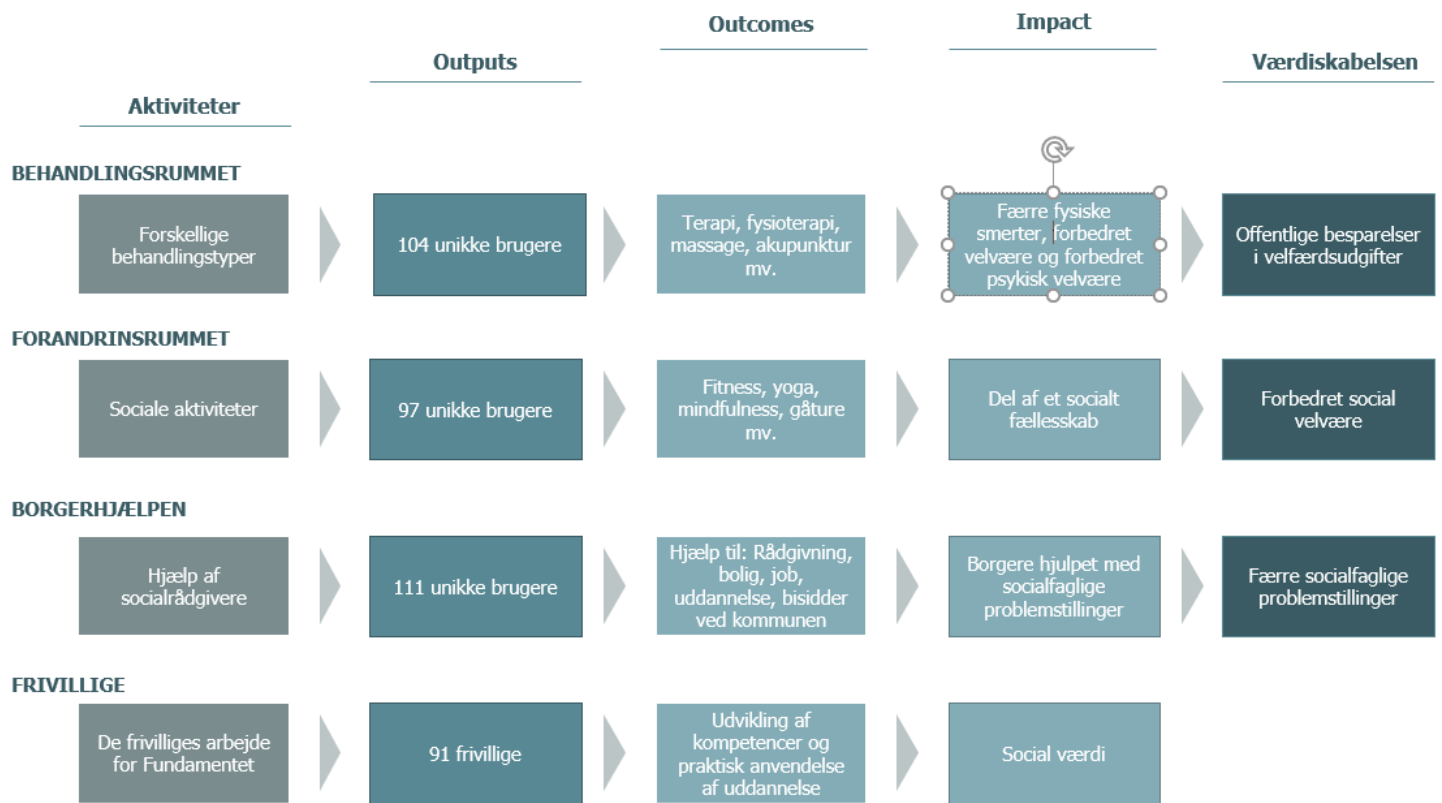 Outcomes
Impact
Outputs
Værdiskabelsen
Aktiviteter
BEHANDLINGSRUMMET
Forskellige
behandlingstyper
104 unikke brugere
Terapi, fysioterapi,
massage, akupunktur
mv.
Færre fysiske
smerter, forbedret
velvære og forbedret
psykisk velvære
Offentlige besparelser
i velfærdsudgifter
FORANDRINSRUMMET
Sociale aktiviteter
97 unikke brugere
Fitness, yoga,
mindfulness, gåture
mv.
Del af et socialt
fællesskab
Forbedret social
velvære
BORGERHJÆLPEN
Hjælp af
socialrådgivere
111 unikke brugere
Hjælp til: Rådgivning,
bolig, job,
uddannelse, bisidder
ved kommunen
Borgere hjulpet med
socialfaglige
problemstillinger
Færre socialfaglige
problemstillinger
FRIVILLIGE
De frivilliges arbejde
for Fundamentet
91 frivillige
Udvikling af
kompetencer og
praktisk anvendelse
af uddannelse
Social værdi